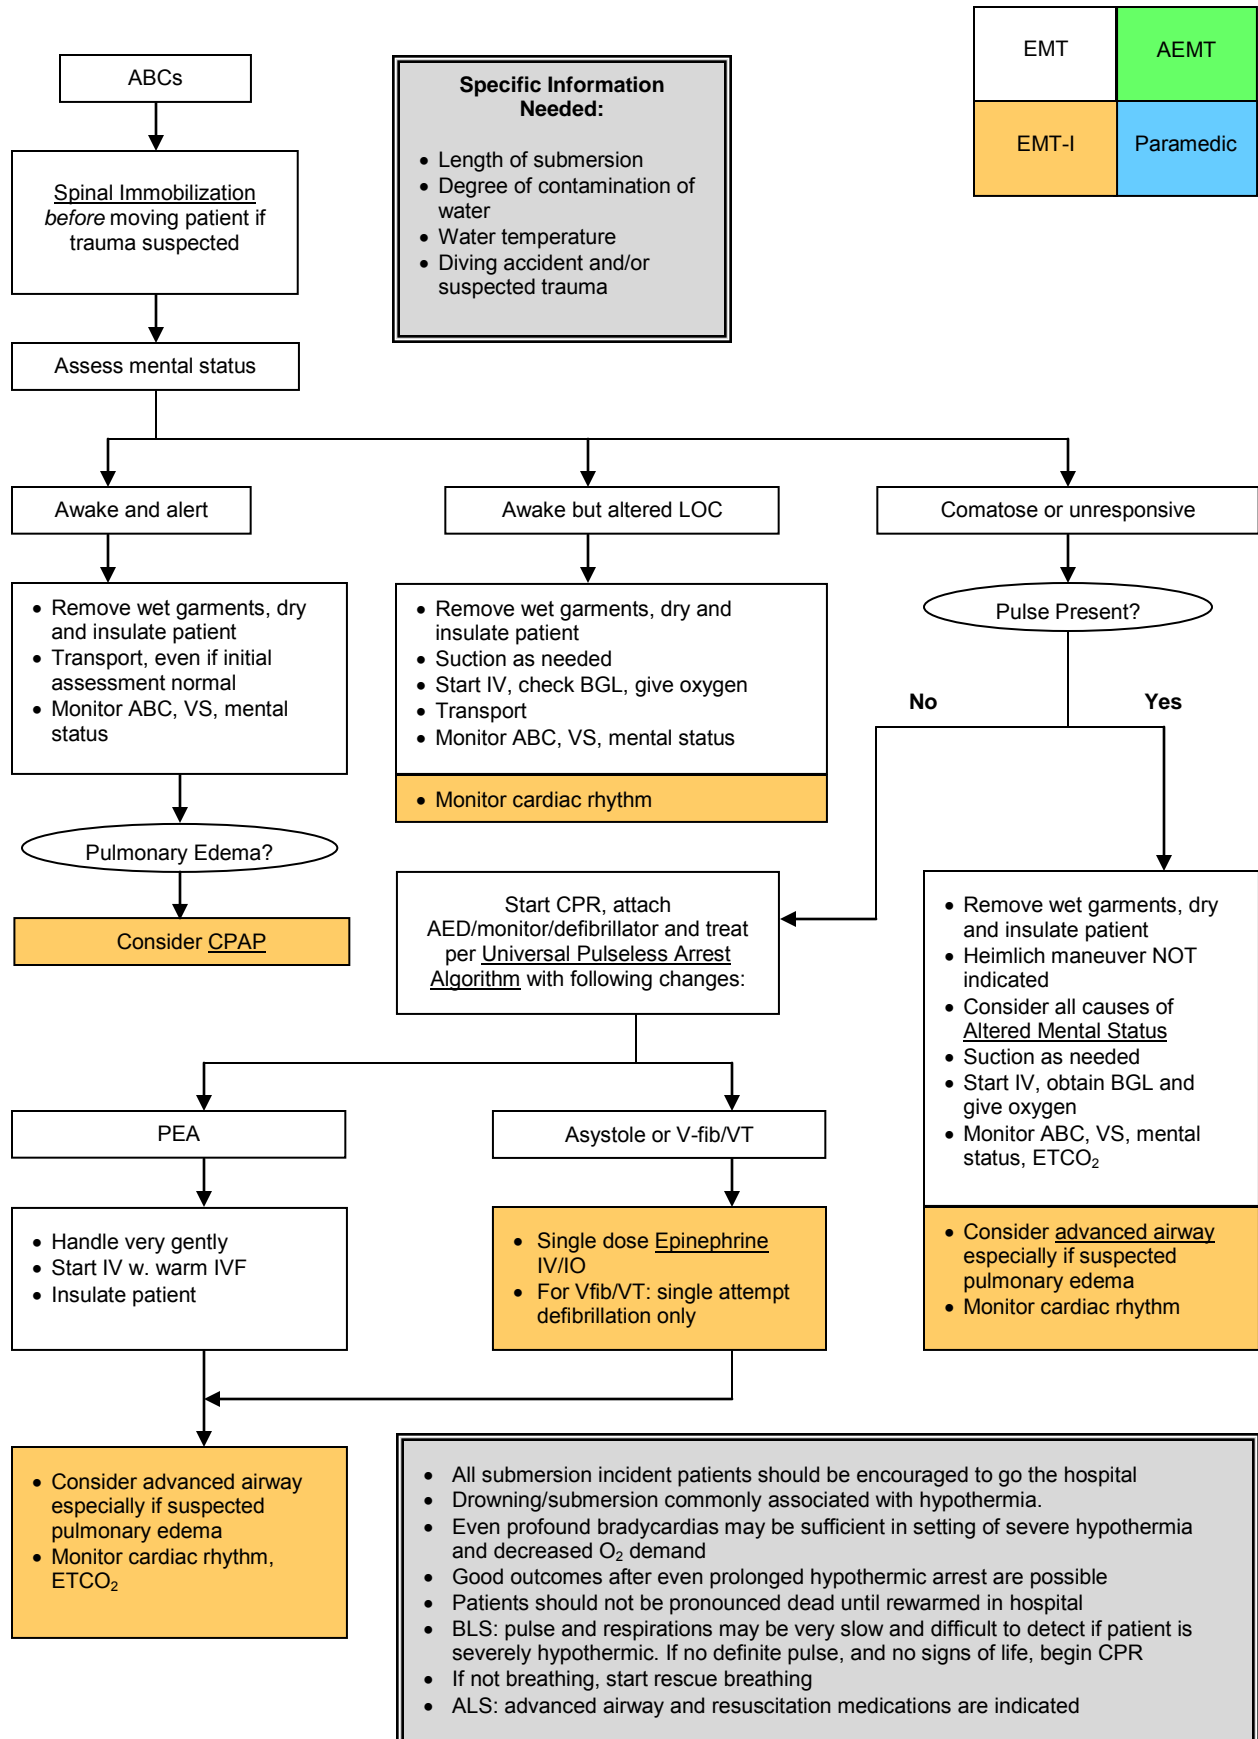 EMT
AEMT
EMT-I
Paramedic
ABCs
Specific Information
Needed:
• Length of submersion
• Degree of contamination of
water
• Water temperature
• Diving accident and/or
suspected trauma
Spinal Immobilization
before moving patient if
trauma suspected
Assess mental status
Awake and alert
Awake but altered LOC
Comatose or unresponsive
• Remove wet garments, dry
and insulate patient
• Transport, even if initial
assessment normal
• Monitor ABC, VS, mental
status
• Remove wet garments, dry and
insulate patient
• Suction as needed
• Start IV, check BGL, give oxygen
• Transport
• Monitor ABC, VS, mental status
• Monitor cardiac rhythm
Pulse Present?
No
Yes
Pulmonary Edema?
Consider CPAP
Start CPR, attach
AED/monitor/defibrillator and treat
per Universal Pulseless Arrest
Algorithm with following changes:
• Remove wet garments, dry
and insulate patient
• Heimlich maneuver NOT
indicated
• Consider all causes of
Altered Mental Status
• Suction as needed
• Start IV, obtain BGL and
give oxygen
• Monitor ABC, VS, mental
status, ETCO₂
• Consider advanced airway
especially if suspected
pulmonary edema
• Monitor cardiac rhythm
PEA
Asystole or V-fib/VT
• Handle very gently
• Start IV w. warm IVF
• Insulate patient
• Single dose Epinephrine
IV/IO
• For Vfib/VT: single attempt
defibrillation only
• Consider advanced airway
especially if suspected
pulmonary edema
• Monitor cardiac rhythm,
ETCO₂
• All submersion incident patients should be encouraged to go the hospital
• Drowning/submersion commonly associated with hypothermia.
• Even profound bradycardias may be sufficient in setting of severe hypothermia
and decreased O₂ demand
• Good outcomes after even prolonged hypothermic arrest are possible
• Patients should not be pronounced dead until rewarmed in hospital
• BLS: pulse and respirations may be very slow and difficult to detect if patient is
severely hypothermic. If no definite pulse, and no signs of life, begin CPR
• If not breathing, start rescue breathing
• ALS: advanced airway and resuscitation medications are indicated